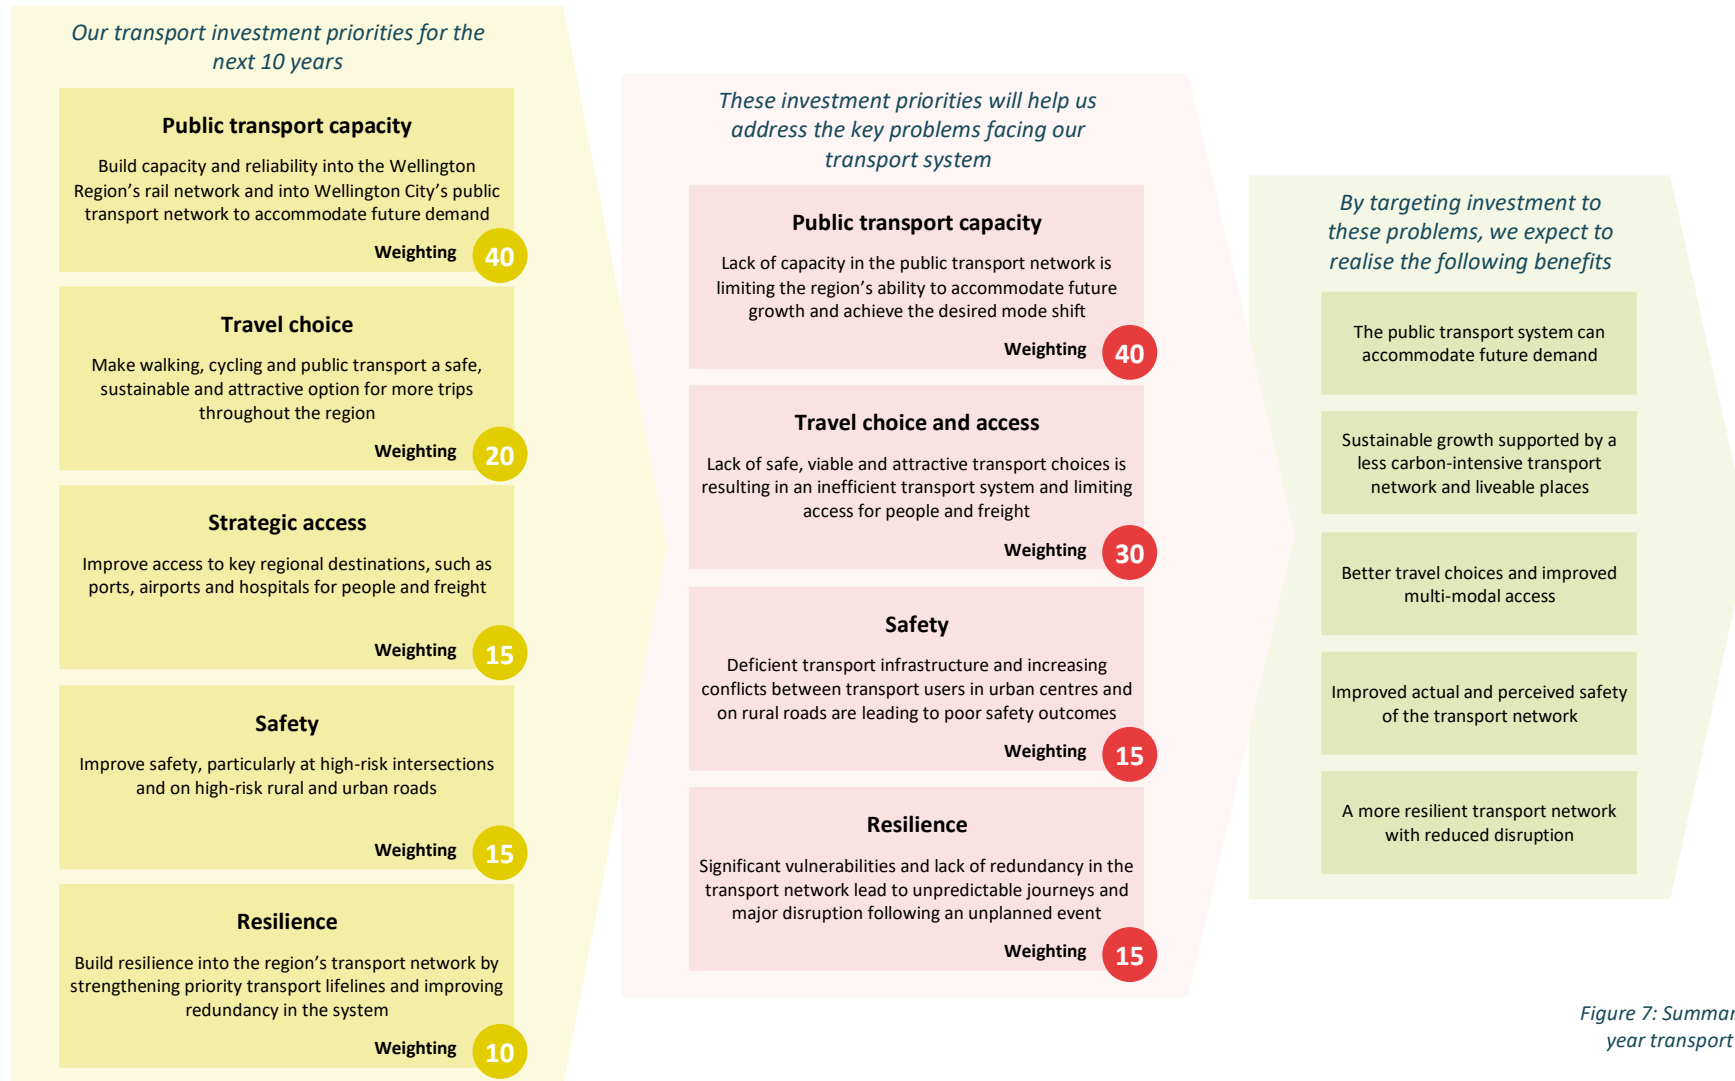 Our transport investment priorities for the
next 10 years
Public transport capacity
Build capacity and reliability into the Wellington
Region's rail network and into Wellington City's public
transport network to accommodate future demand
Weighting 40
Travel choice
Make walking, cycling and public transport a safe,
sustainable and attractive option for more trips
throughout the region
Weighting 20
Strategic access
Improve access to key regional destinations, such as
ports, airports and hospitals for people and freight
Weighting 15
Safety
Improve safety, particularly at high-risk intersections
and on high-risk rural and urban roads
Weighting 15
Resilience
Build resilience into the region's transport network by
strengthening priority transport lifelines and improving
redundancy in the system
Weighting 10
These investment priorities will help us
address the key problems facing our
transport system
Public transport capacity
Lack of capacity in the public transport network is
limiting the region's ability to accommodate future
growth and achieve the desired mode shift
Weighting 40
Travel choice and access
Lack of safe, viable and attractive transport choices is
resulting in an inefficient transport system and limiting
access for people and freight
Weighting 30
Safety
Deficient transport infrastructure and increasing
conflicts between transport users in urban centres and
on rural roads are leading to poor safety outcomes
Weighting 15
Resilience
Significant vulnerabilities and lack of redundancy in the
transport network lead to unpredictable journeys and
major disruption following an unplanned event
Weighting 15
By targeting investment to
these problems, we expect to
realise the following benefits
The public transport system can
accommodate future demand
Sustainable growth supported by a
less carbon-intensive transport
network and liveable places
Better travel choices and improved
multi-modal access
Improved actual and perceived safety
of the transport network
A more resilient transport network
with reduced disruption
Figure 7: Summar
year transport